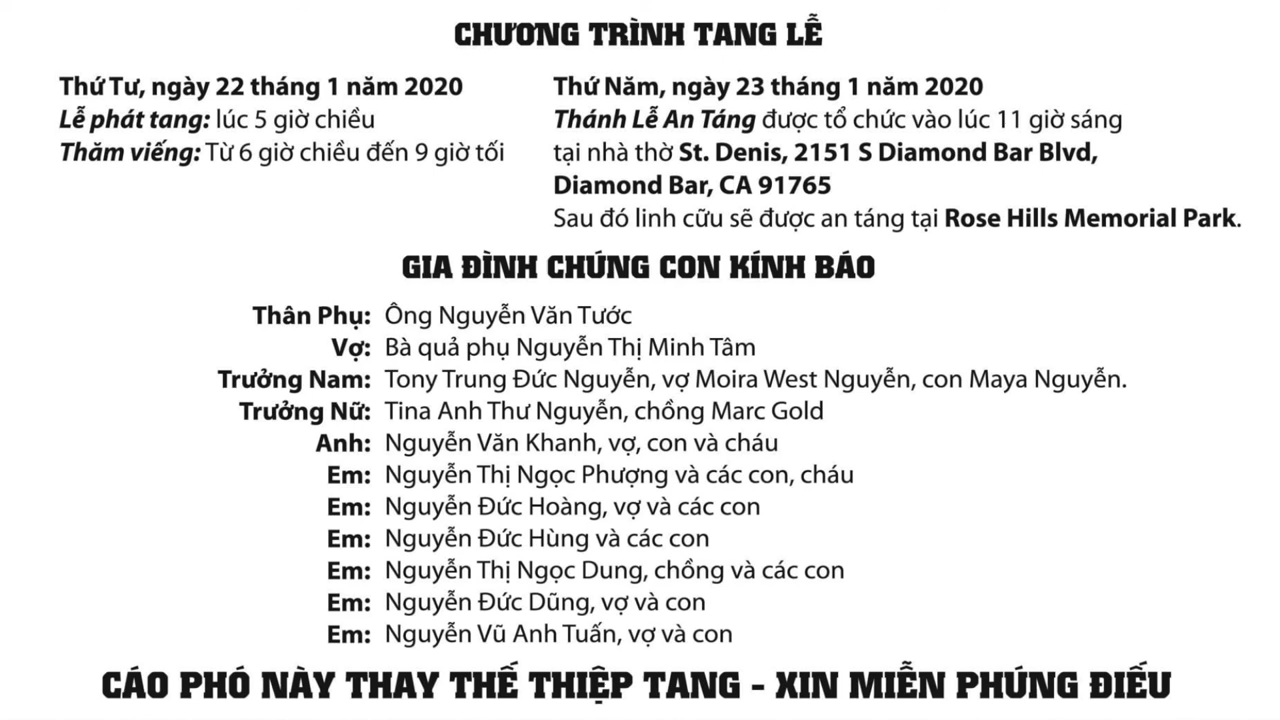 CHƯƠNG TRÌNH TANG LỄ
Thứ Tư, ngày 22 tháng 1 năm 2020
Lễ phát tang: lúc 5 giờ chiều
Thăm viếng: Từ 6 giờ chiều đến 9 giờ tối
Thứ Năm, ngày 23 tháng 1 năm 2020
Thánh Lễ An Táng được tổ chức vào lúc 11 giờ sáng
tại nhà thờ St. Denis, 2151 S Diamond Bar Blvd,
Diamond Bar, CA 91765
Sau đó linh cữu sẽ được an táng tại Rose Hills Memorial Park.
GIA ĐÌNH CHÚNG CON KÍNH BÁO
Thân Phụ: Ông Nguyễn Văn Tước
Vợ: Bà quả phụ Nguyễn Thị Minh Tâm
Trưởng Nam: Tony Trung Đức Nguyễn, vợ Moira West Nguyễn, con Maya Nguyễn.
Trưởng Nữ: Tina Anh Thư Nguyễn, chồng Marc Gold
Anh: Nguyễn Văn Khanh, vợ, con và cháu
Em: Nguyễn Thị Ngọc Phượng và các con, cháu
Em: Nguyễn Đức Hoàng, vợ và các con
Em: Nguyễn Đức Hùng và các con
Em: Nguyễn Thị Ngọc Dung, chồng và các con
Em: Nguyễn Đức Dũng, vợ và con
Em: Nguyễn Vũ Anh Tuấn, vợ và con
CÁO PHÓ NÀY THAY THẾ THIỆP TANG - XIN MIỄN PHÚNG ĐIẾU